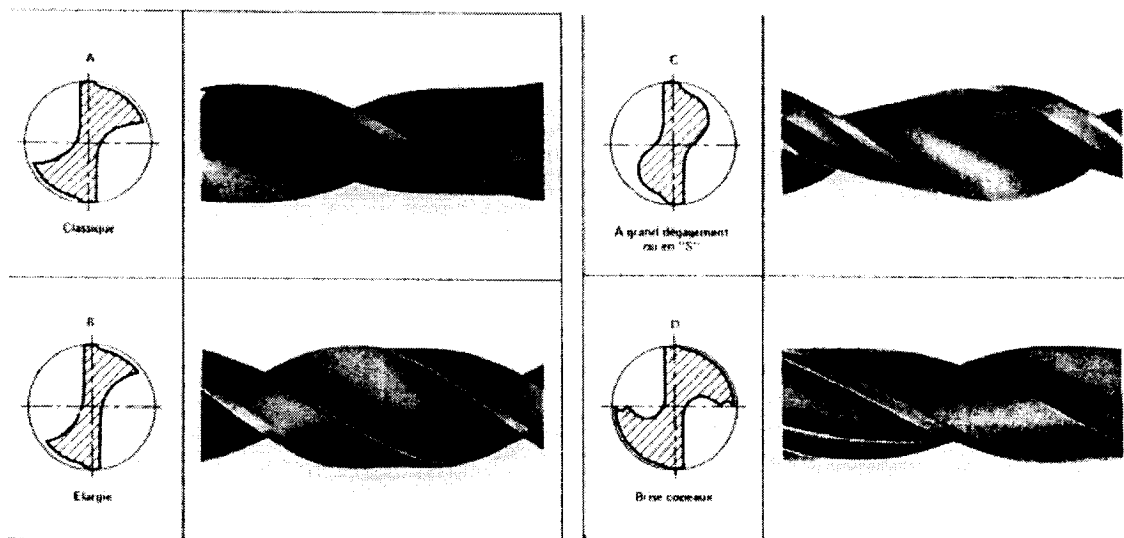 A
Classique
B
Elargie
C
A grand dégagement
ou en "S"
D
Brise copeaux